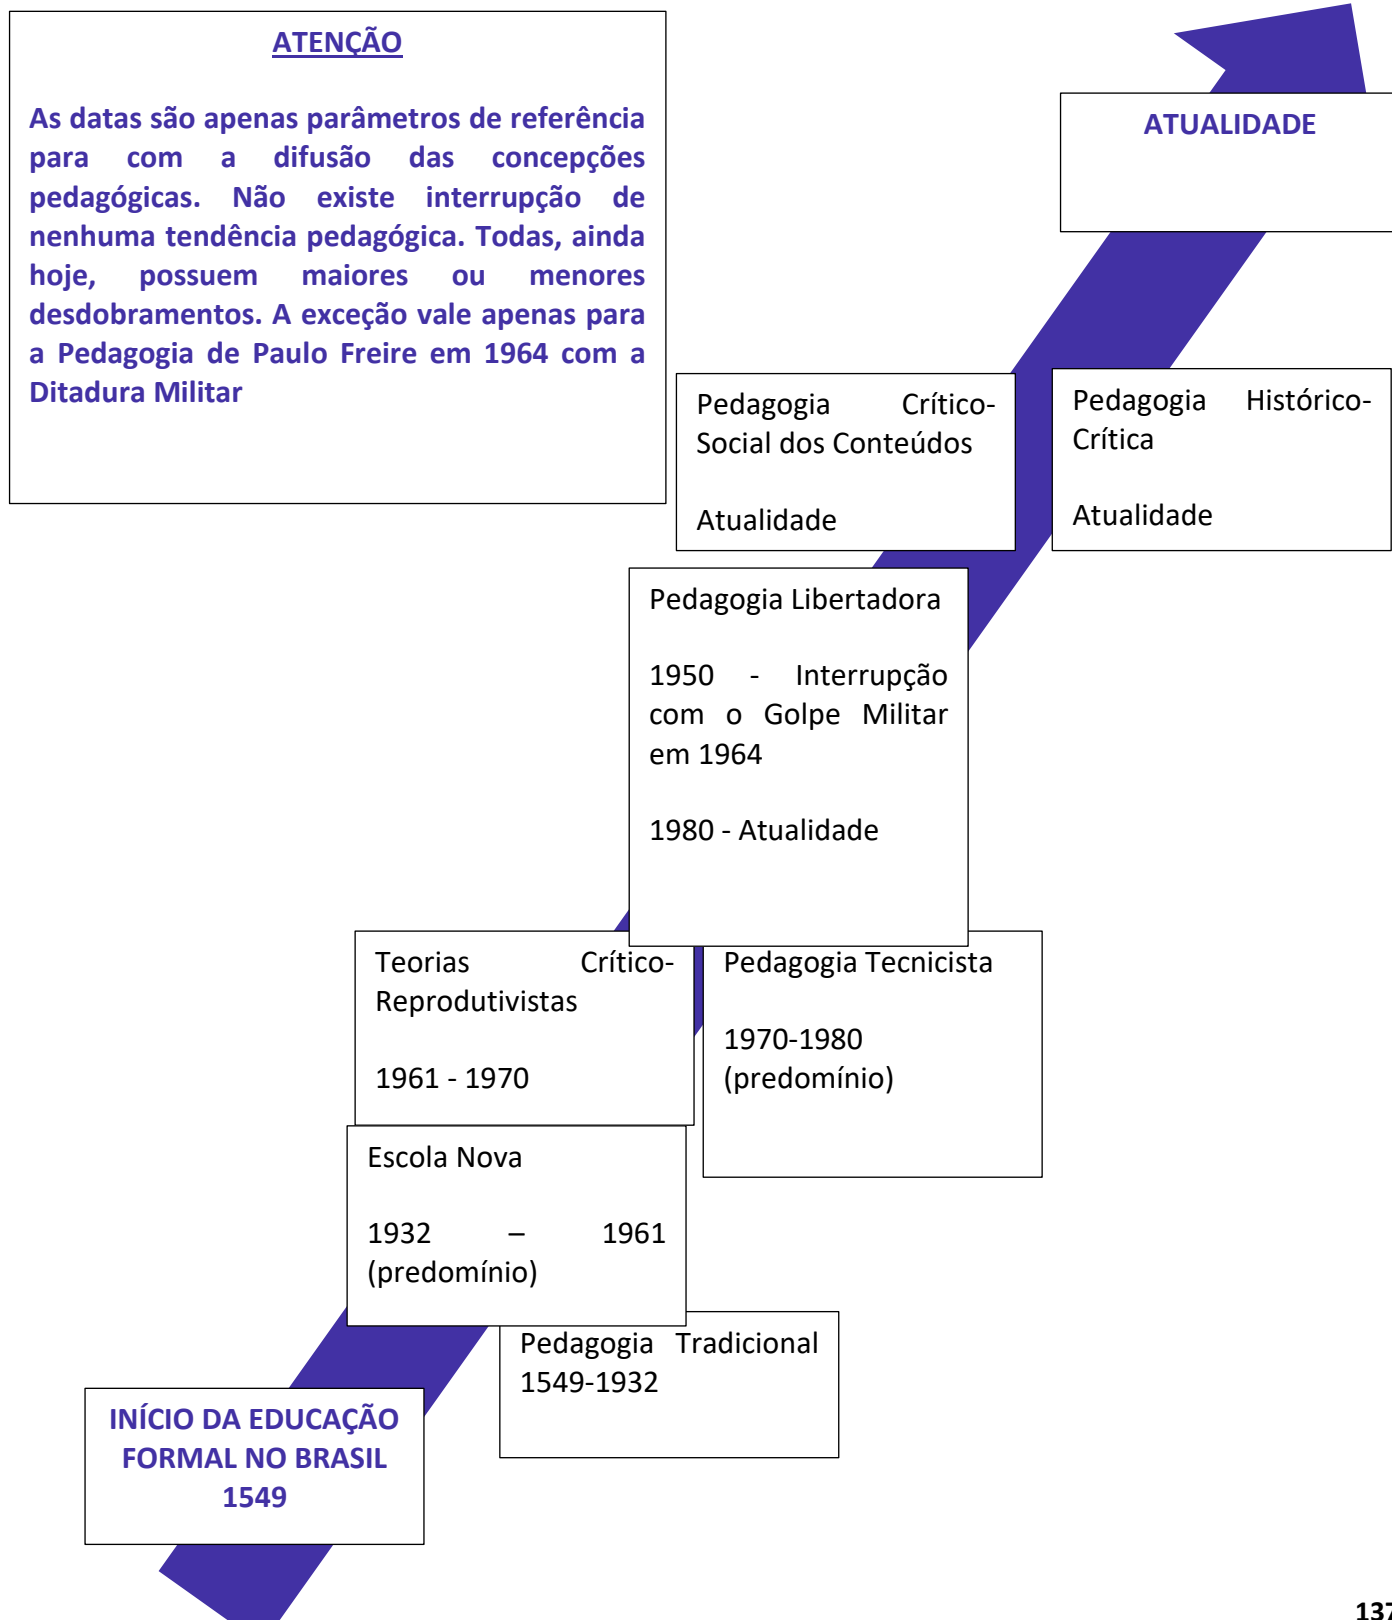 ATENÇÃO
As datas são apenas parâmetros de referência
para com a difusão das concepções
pedagógicas. Não existe interrupção de
nenhuma tendência pedagógica. Todas, ainda
hoje, possuem maiores ou menores
desdobramentos. A exceção vale apenas para
a Pedagogia de Paulo Freire em 1964 com a
Ditadura Militar
ATUALIDADE
Pedagogia Crítico-
Social dos Conteúdos
Atualidade
Pedagogia Histórico-
Crítica
Atualidade
Pedagogia Libertadora
1950 - Interrupção
com o Golpe Militar
em 1964
1980 - Atualidade
Teorias Crítico-
Reprodutivistas
1961 - 1970
Pedagogia Tecnicista
1970-1980
(predomínio)
Escola Nova
1932 – 1961
(predomínio)
Pedagogia Tradicional
1549-1932
INÍCIO DA EDUCAÇÃO
FORMAL NO BRASIL
1549
137